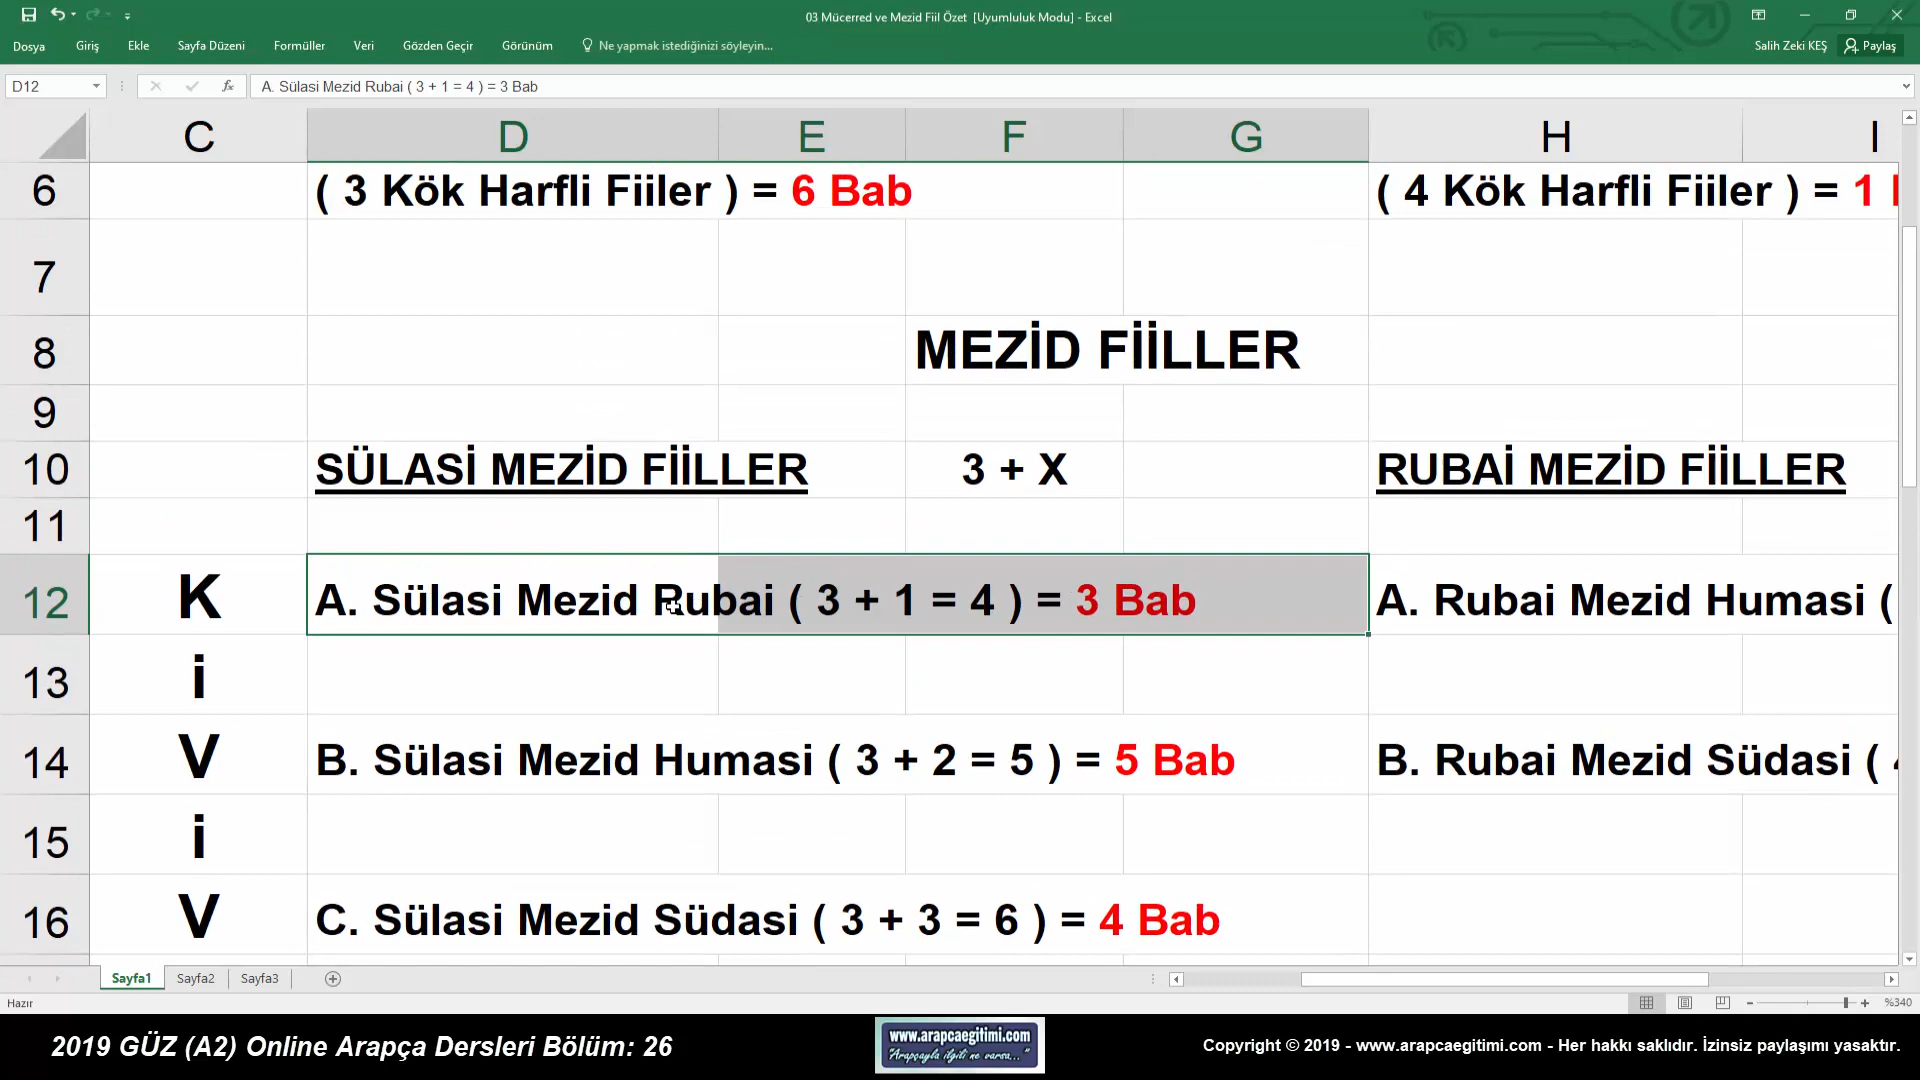 03 Mücerred ve Mezid Fiil Özet [Uyumluluk Modu] - Excel
Dosya Giriş Ekle Sayfa Düzeni Formüller Veri Gözden Geçir Görünüm Ne yapmak istediğinizi söyleyin... Salih Zeki KEŞ Paylaş
D12 fx A. Sülasi Mezid Rubai ( 3 + 1 = 4 ) = 3 Bab
C D E F G H I
6 ( 3 Kök Harfli Fiiler ) = 6 Bab ( 4 Kök Harfli Fiiler ) = 1
7
8 MEZİD FİİLLER
9
10 SÜLASİ MEZİD FİİLLER 3 + X RUBAİ MEZİD FİİLLER
11
12 K A. Sülasi Mezid Rubai ( 3 + 1 = 4 ) = 3 Bab A. Rubai Mezid Humasi (
13 i
14 V B. Sülasi Mezid Humasi ( 3 + 2 = 5 ) = 5 Bab B. Rubai Mezid Südasi (
15 i
16 V C. Sülasi Mezid Südasi ( 3 + 3 = 6 ) = 4 Bab
Sayfa1 Sayfa2 Sayfa3
Hazır %340
2019 GÜZ (A2) Online Arapça Dersleri Bölüm: 26
www.arapcaegitimi.com
"Arapçayla ilgili ne varsa..."
Copyright © 2019 - www.arapcaegitimi.com - Her hakkı saklıdır. İzinsiz paylaşımı yasaktır.